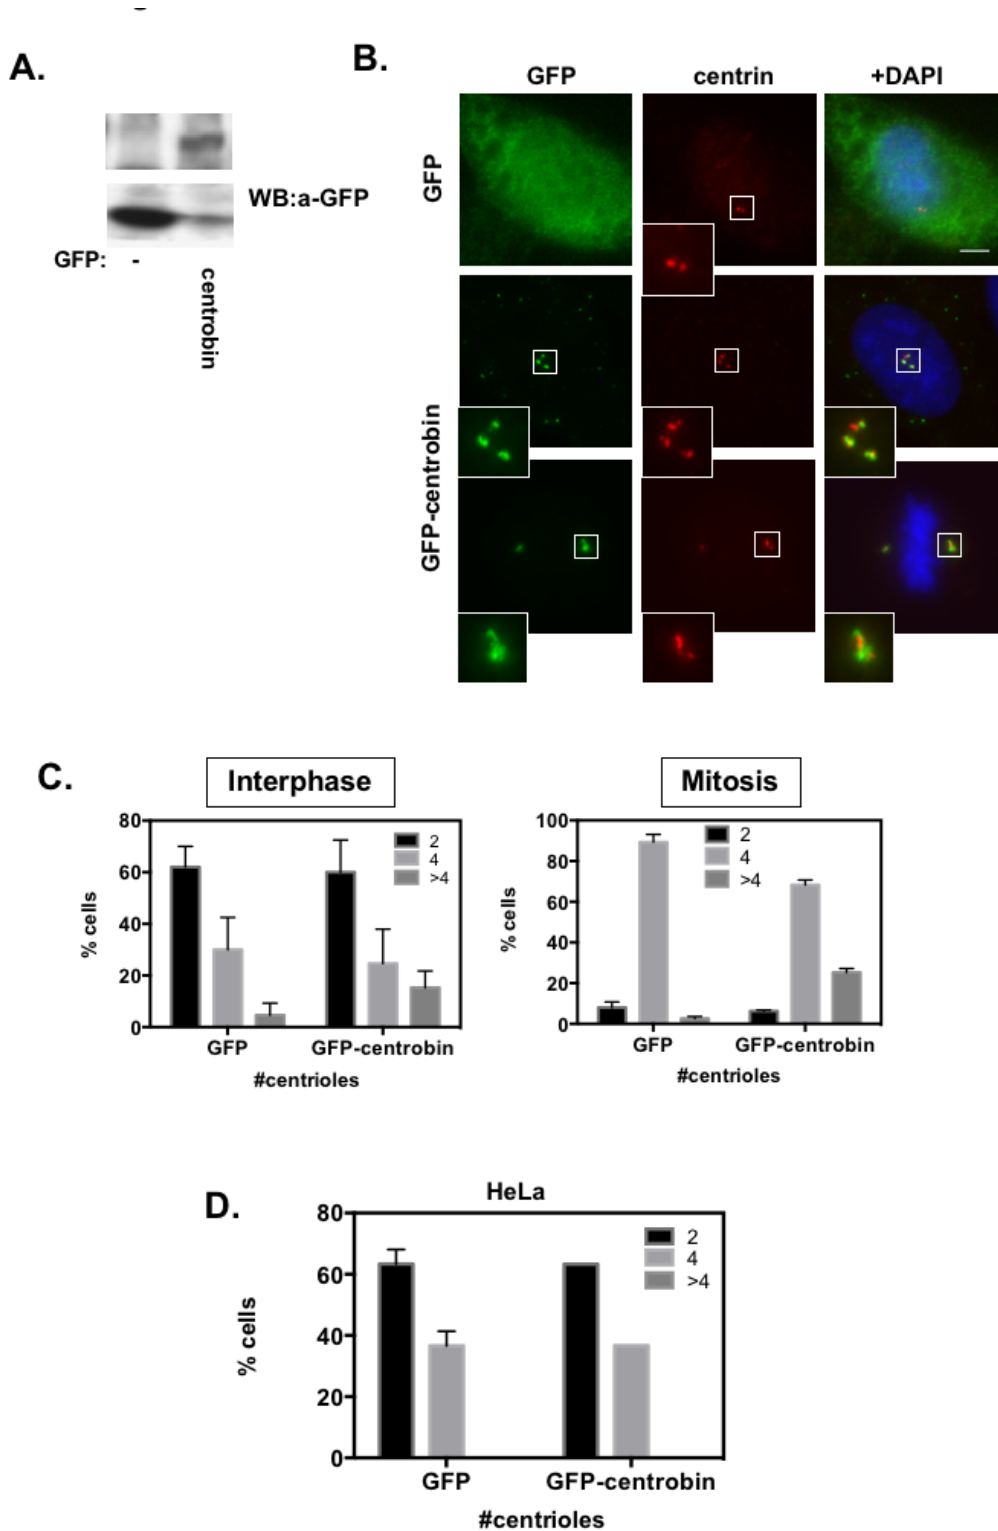 A.
WB:a-GFP
GFP: - centrobin
B.
GFP centrin +DAPI
GFP
GFP-centrobin
C.
Interphase
80
60
40
20
0
% cells
2
4
>4
GFP GFP-centrobin
#centrioles
Mitosis
100
80
60
40
20
0
% cells
2
4
>4
GFP GFP-centrobin
#centrioles
D.
HeLa
80
60
40
20
0
% cells
2
4
>4
GFP GFP-centrobin
#centrioles